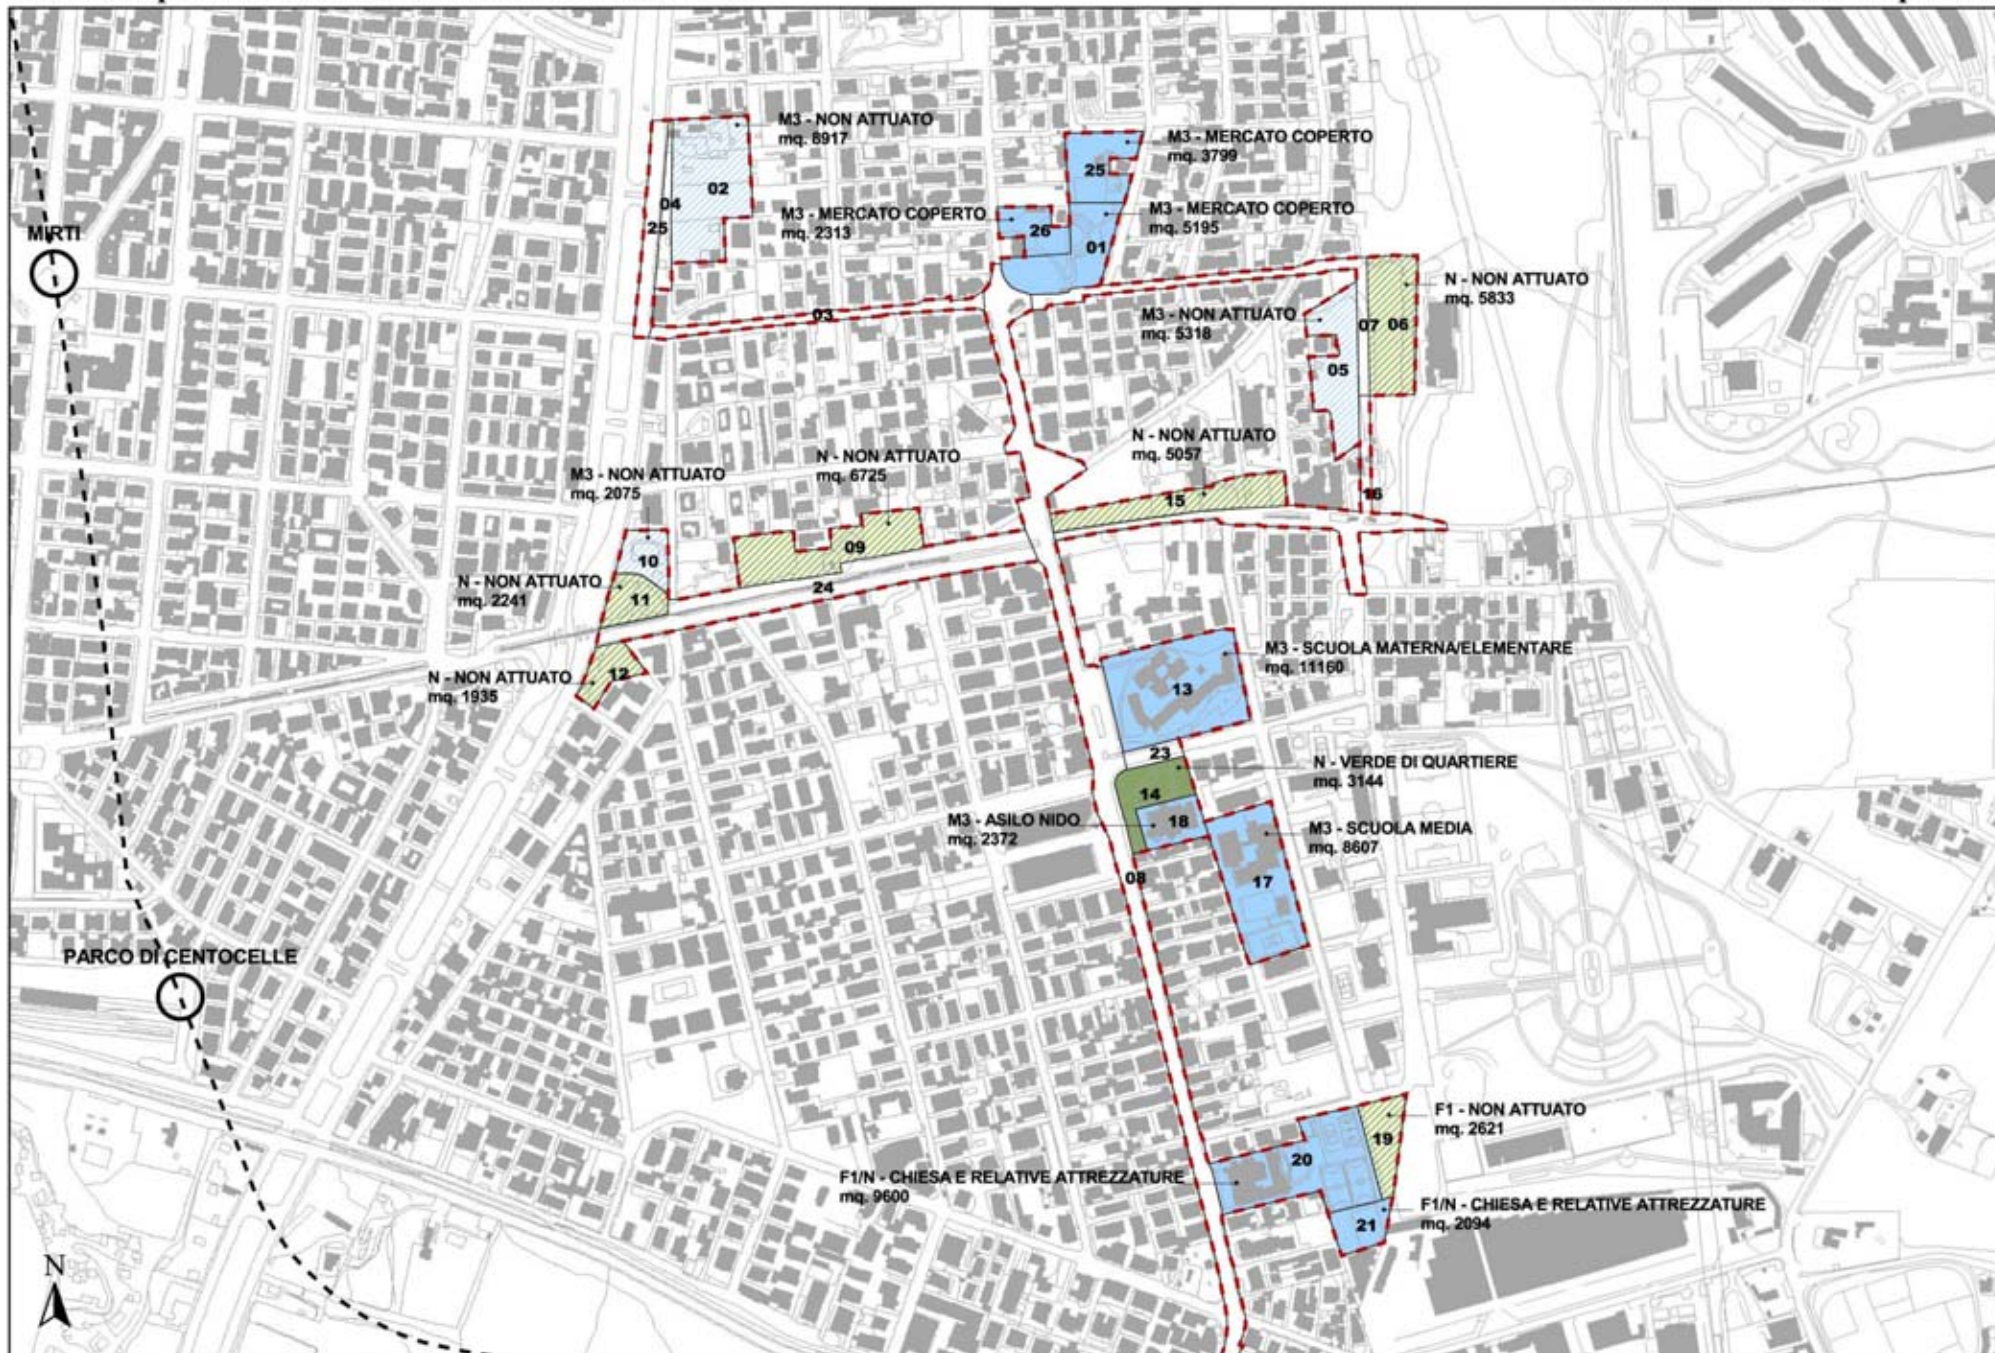 M3 - NON ATTUATO
mq. 8917
M3 - MERCATO COPERTO
mq. 3799
25
04
02
25
M3 - MERCATO COPERTO
mq. 2313
M3 - MERCATO COPERTO
mq. 5195
26
01
MIRTI
N - NON ATTUATO
mq. 5833
03
M3 - NON ATTUATO
mq. 5318
07
06
05
N - NON ATTUATO
mq. 5057
N - NON ATTUATO
mq. 6725
M3 - NON ATTUATO
mq. 2075
16
15
09
10
N - NON ATTUATO
mq. 2241
24
11
M3 - SCUOLA MATERNA/ELEMENTARE
mq. 11160
12
N - NON ATTUATO
mq. 1935
13
23
N - VERDE DI QUARTIERE
mq. 3144
14
M3 - ASILO NIDO
mq. 2372
18
M3 - SCUOLA MEDIA
mq. 8607
08
17
PARCO DI CENTOCELLE
F1 - NON ATTUATO
mq. 2621
19
20
F1/N - CHIESA E RELATIVE ATTREZZATURE
mq. 9600
F1/N - CHIESA E RELATIVE ATTREZZATURE
mq. 2094
21
N